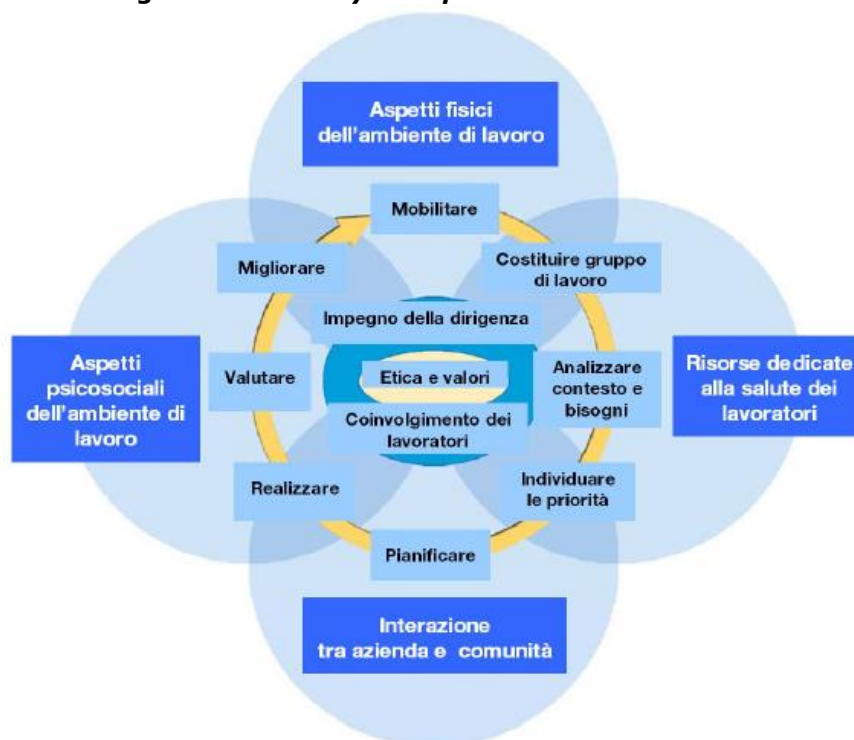 Aspetti fisici
dell'ambiente di lavoro
Mobilitare
Migliorare
Costituire gruppo
di lavoro
Impegno della dirigenza
Aspetti
psicosociali
dell'ambiente di
lavoro
Valutare
Etica e valori
Analizzare
contesto e
bisogni
Risorse dedicate
alla salute dei
lavoratori
Coinvolgimento dei
lavoratori
Realizzare
Individuare
le priorità
Pianificare
Interazione
tra azienda e comunità